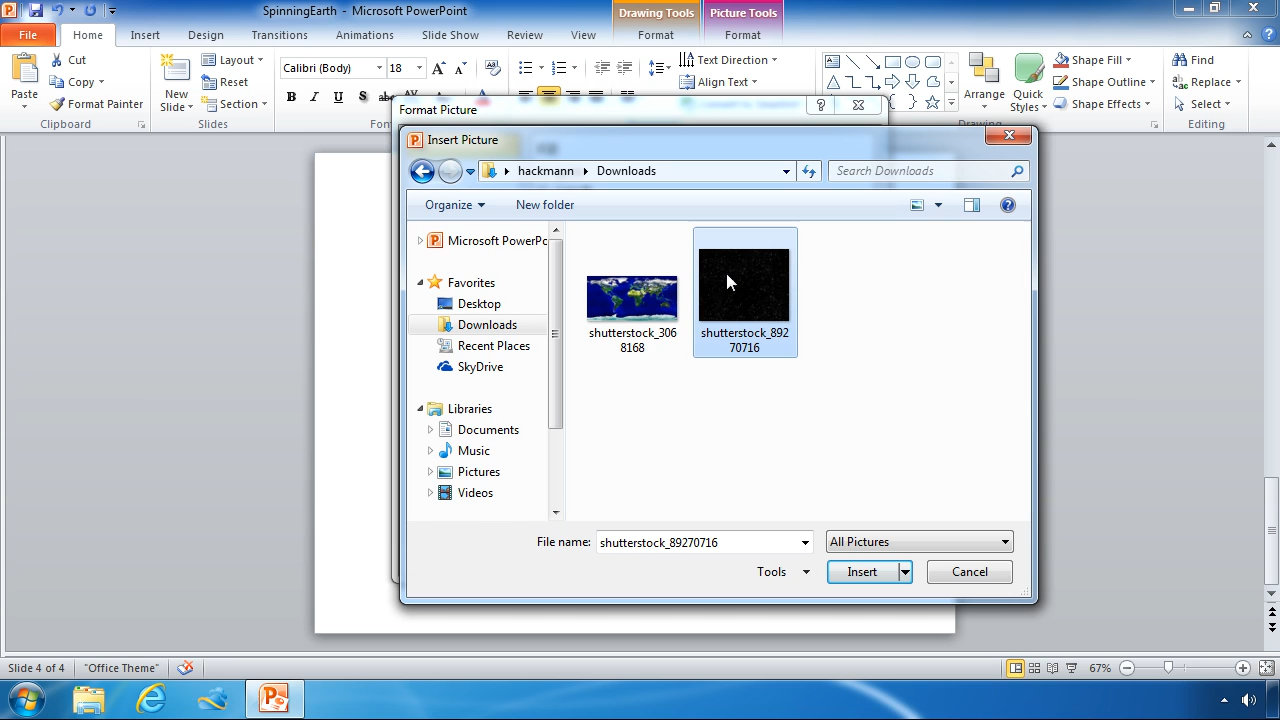 SpinningEarth - Microsoft PowerPoint
Drawing Tools
Picture Tools
File
Home
Insert
Design
Transitions
Animations
Slide Show
Review
View
Format
Format
Paste
Cut
Copy
Format Painter
Clipboard
New
Slide
Layout
Reset
Section
Slides
Calibri (Body)
18
B I U S abc
Text Direction
Align Text
Arrange
Quick
Styles
Shape Fill
Shape Outline
Shape Effects
Find
Replace
Select
Editing
Format Picture
Insert Picture
hackmann
Downloads
Search Downloads
Organize
New folder
Microsoft PowerPo
Favorites
Desktop
Downloads
Recent Places
SkyDrive
Libraries
Documents
Music
Pictures
Videos
shutterstock_306
8168
shutterstock_892
70716
File name:
shutterstock_89270716
All Pictures
Tools
Insert
Cancel
Slide 4 of 4
"Office Theme"
67%